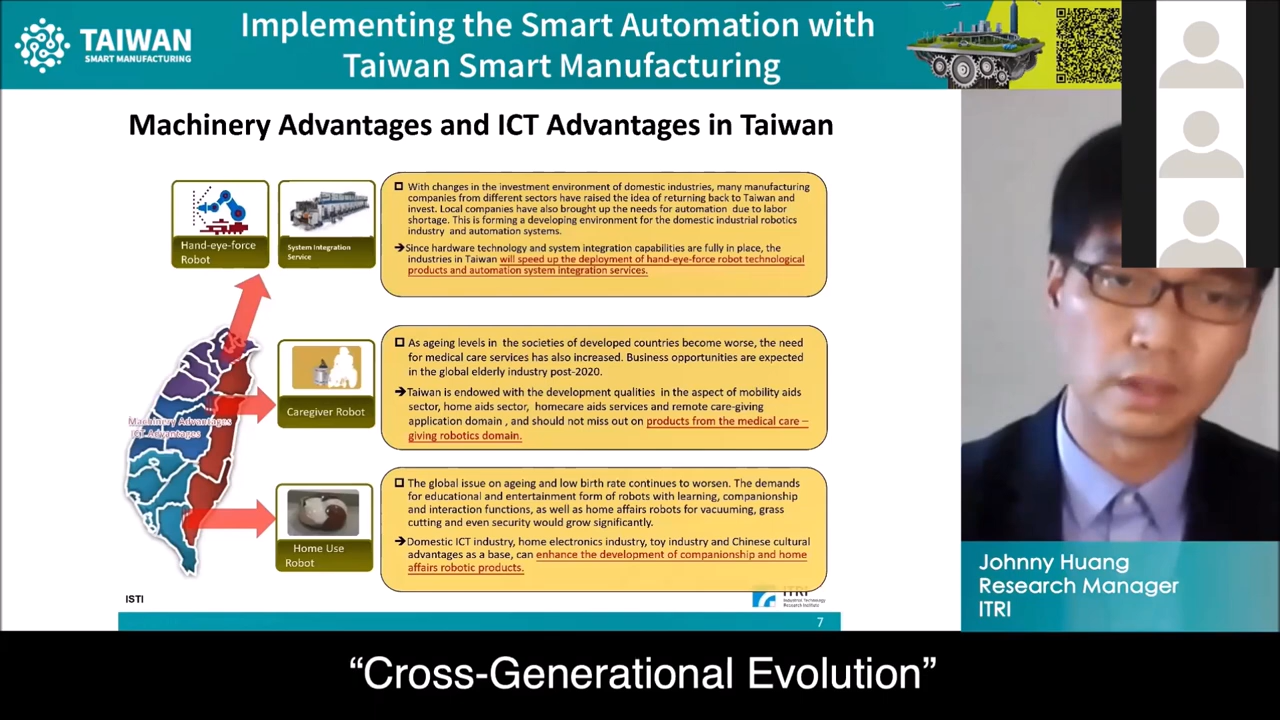 TAIWAN
SMART MANUFACTURING
Implementing the Smart Automation with
Taiwan Smart Manufacturing
Machinery Advantages and ICT Advantages in Taiwan
Hand-eye-force
Robot
System Integration
Service
With changes in the investment environment of domestic industries, many manufacturing
companies from different sectors have raised the idea of returning back to Taiwan and
invest. Local companies have also brought up the needs for automation due to labor
shortage. This is forming a developing environment for the domestic industrial robotics
industry and automation systems.
➔Since hardware technology and system integration capabilities are fully in place, the
industries in Taiwan will speed up the deployment of hand-eye-force robot technological
products and automation system integration services.
Machinery Advantages
ICT Advantages
Caregiver Robot
As ageing levels in the societies of developed countries become worse, the need
for medical care services has also increased. Business opportunities are expected
in the global elderly industry post-2020.
➔Taiwan is endowed with the development qualities in the aspect of mobility aids
sector, home aids sector, homecare aids services and remote care-giving
application domain , and should not miss out on products from the medical care –
giving robotics domain.
Home Use
Robot
The global issue on ageing and low birth rate continues to worsen. The demands
for educational and entertainment form of robots with learning, companionship
and interaction functions, as well as home affairs robots for vacuuming, grass
cutting and even security would grow significantly.
➔Domestic ICT industry, home electronics industry, toy industry and Chinese cultural
advantages as a base, can enhance the development of companionship and home
affairs robotic products.
ISTI
ITRI
Industrial Technology
Research Institute
7
Johnny Huang
Research Manager
ITRI
“Cross-Generational Evolution”